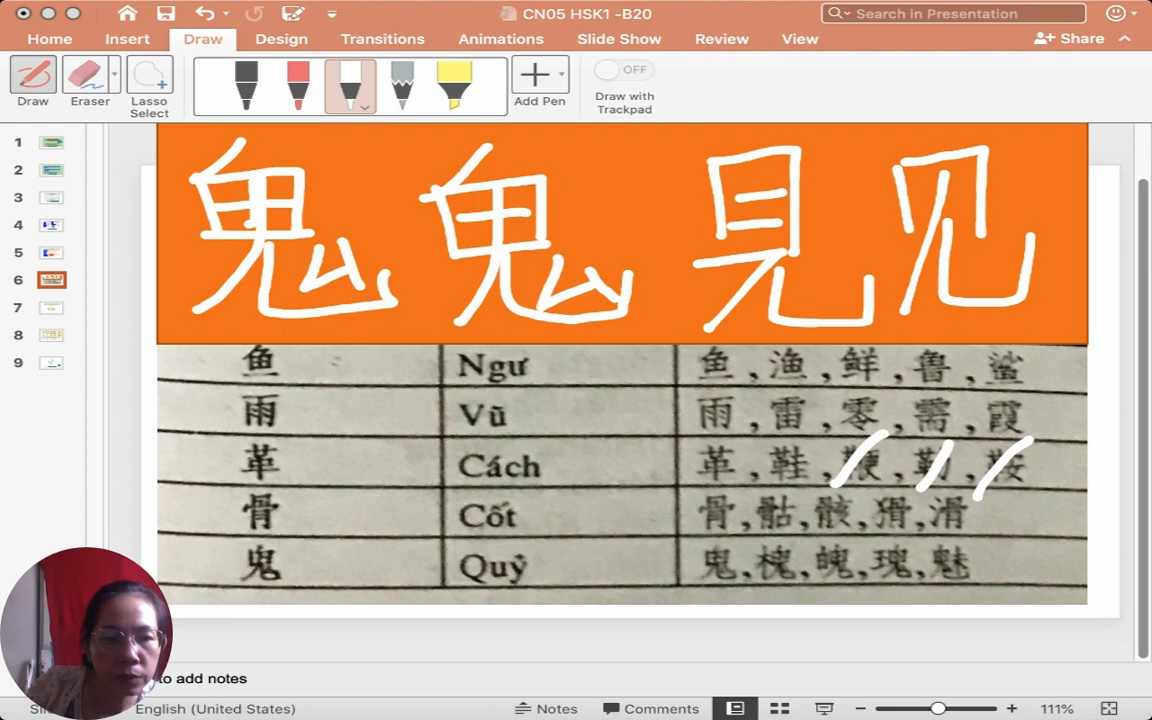 CN05 HSK1 -B20
Search in Presentation
Home Insert Draw Design Transitions Animations Slide Show Review View Share
Draw Eraser Lasso Select Add Pen OFF Draw with Trackpad
1
2
3
4
5
6
7
8
9
鬼 鬼 見 见
鱼 Ngư 鱼,渔,鲜,鲁,鲨
雨 Vũ 雨,雷,零,需,霞
革 Cách 革,鞋,鞭,靭,鞍
骨 Cốt 骨,骷,骸,猾,滑
鬼 Quỷ 鬼,槐,魄,瑰,魅
to add notes
English (United States) Notes Comments 111%